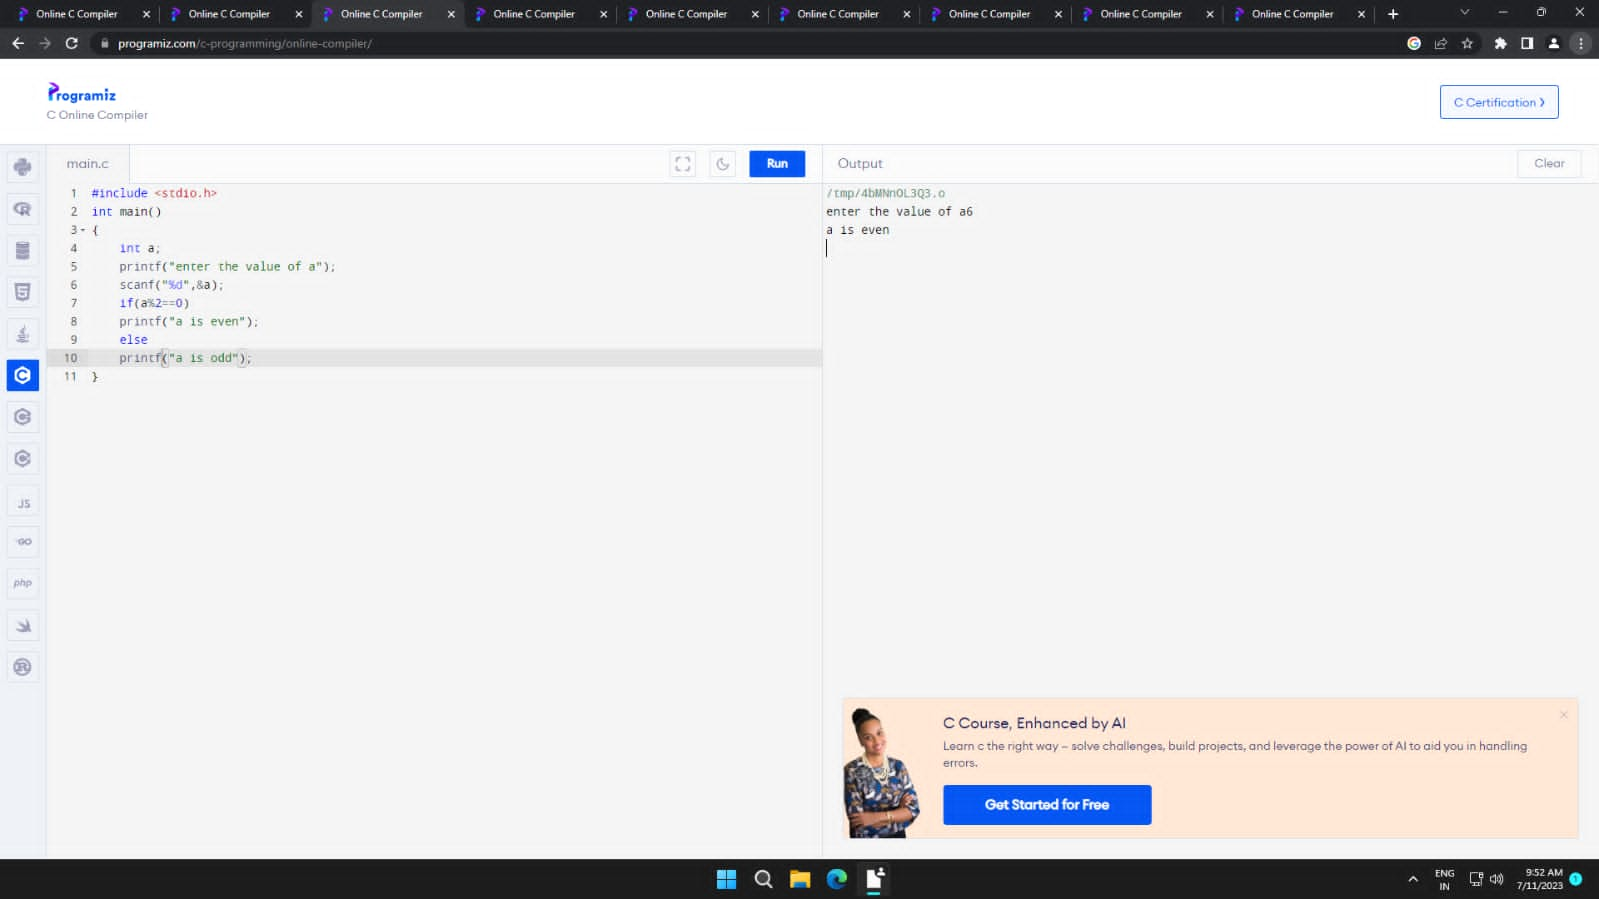 Online C Compiler Online C Compiler Online C Compiler Online C Compiler Online C Compiler Online C Compiler Online C Compiler Online C Compiler Online C Compiler
programiz.com/c-programming/online-compiler/
Programiz
C Online Compiler
C Certification
main.c
Run
Output
Clear
1 #include <stdio.h>
2 int main()
3 {
4 int a;
5 printf("enter the value of a");
6 scanf("%d",&a);
7 if(a%2==0)
8 printf("a is even");
9 else
10 printf("a is odd");
11 }
/tmp/4bMNnOL3Q3.o
enter the value of a6
a is even
JS
GO
php
C Course, Enhanced by AI
Learn c the right way – solve challenges, build projects, and leverage the power of AI to aid you in handling
errors.
Get Started for Free
ENG
IN
9:52 AM
7/11/2023
1